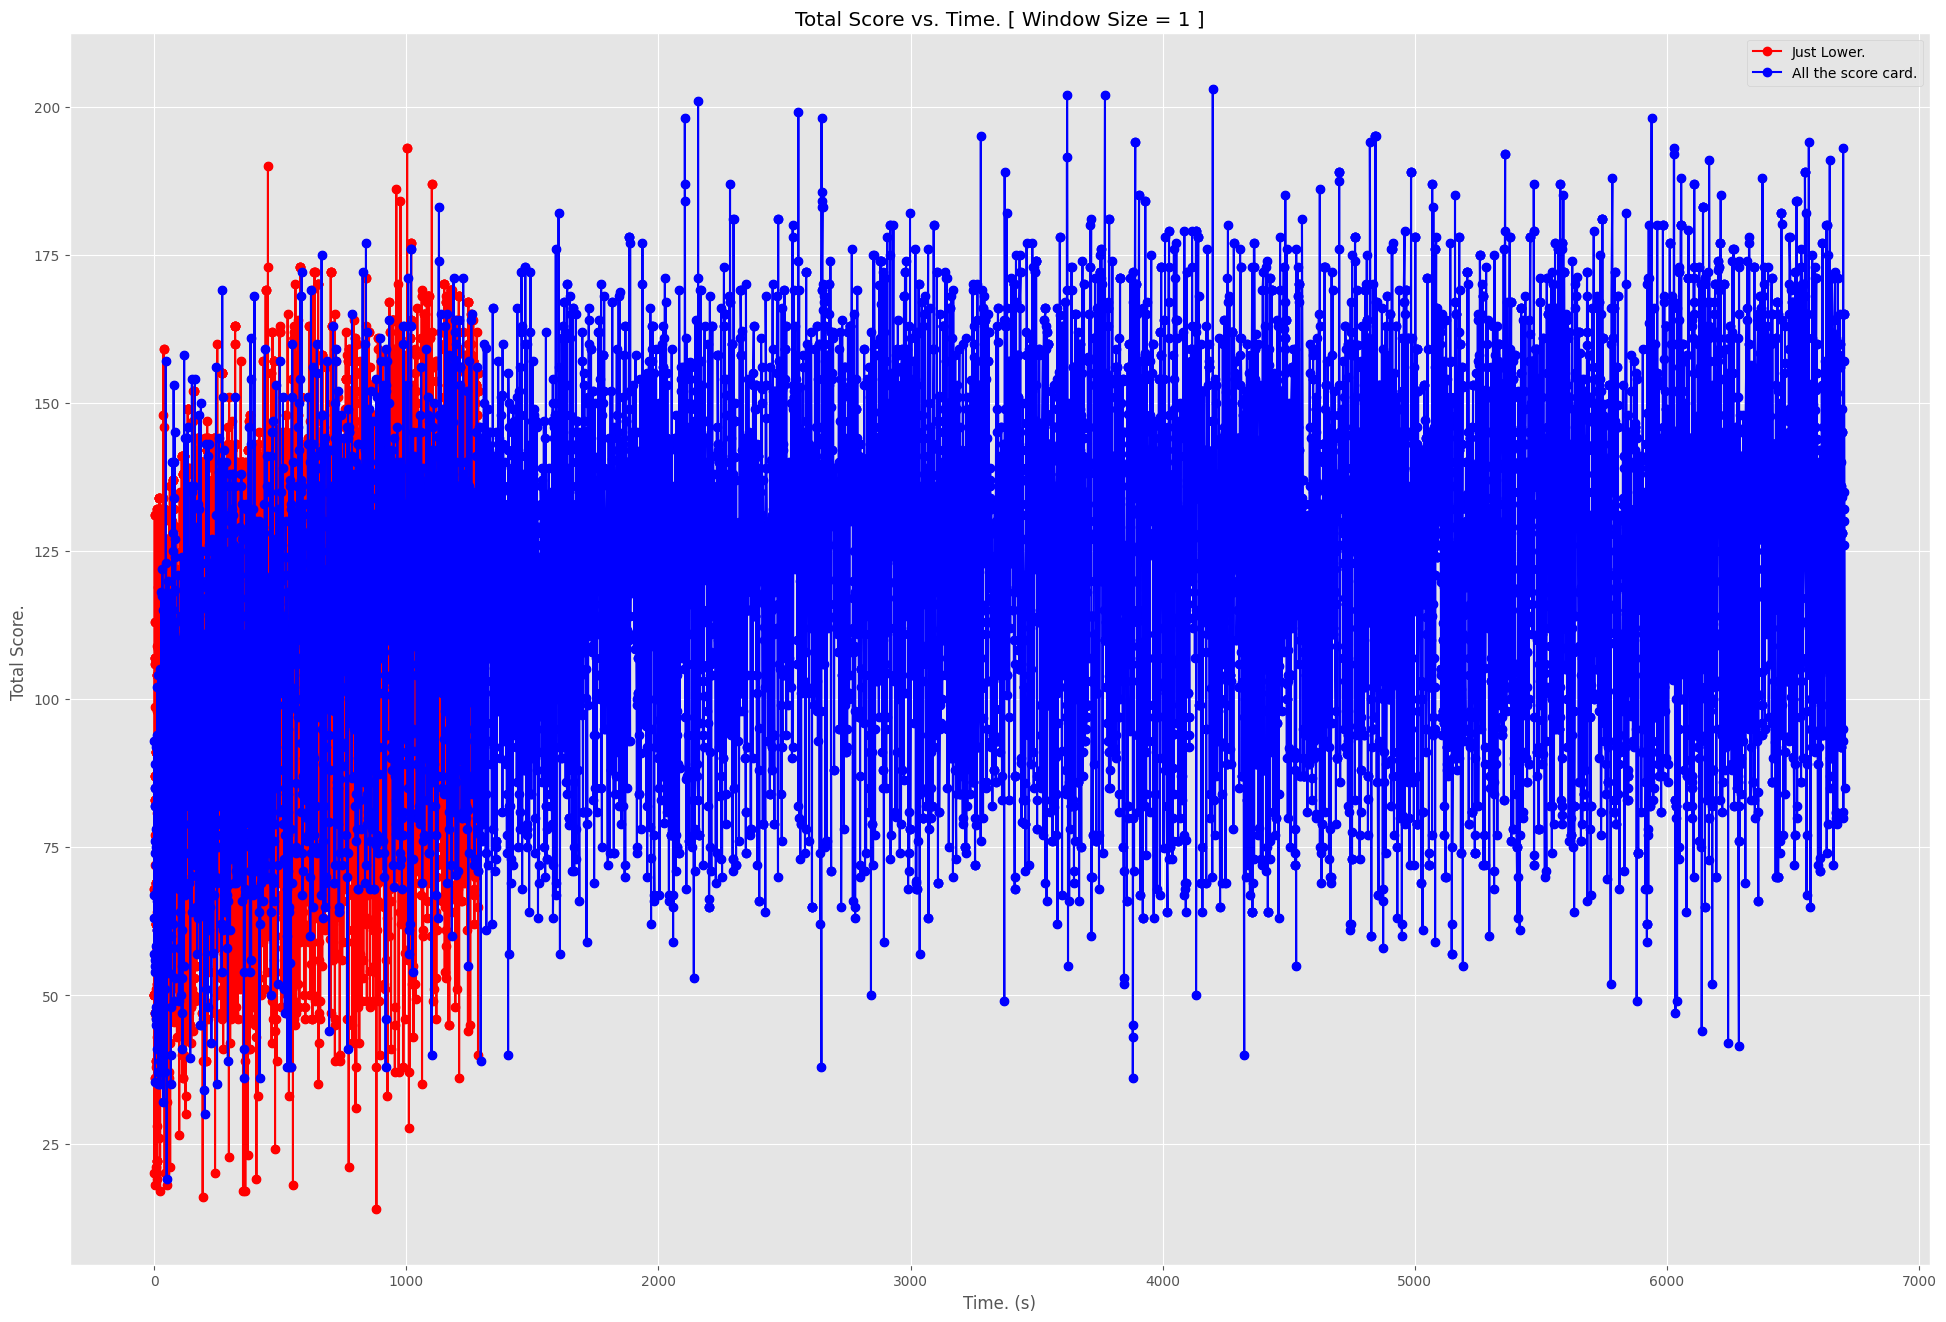 Total Score vs. Time. [ Window Size = 1 ]
Just Lower.
All the score card.
200
175
150
125
100
75
50
25
Total Score.
0 1000 2000 3000 4000 5000 6000 7000
Time. (s)